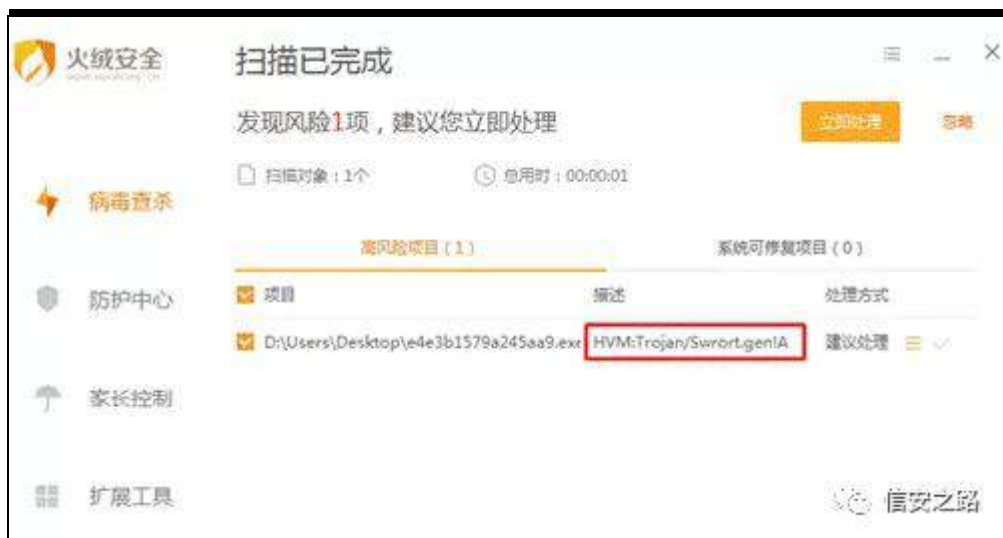 火绒安全
扫描已完成
发现风险1项，建议您立即处理
立即处理
忽略
扫描对象：1个
总用时：00:00:01
病毒查杀
高风险项目(1)
系统可修复项目(0)
项目
描述
处理方式
防护中心
D:\Users\Desktop\e4e3b1579a245aa9.exe
HVM:Trojan/Swrort.gen!A
建议处理
家长控制
扩展工具
信安之路